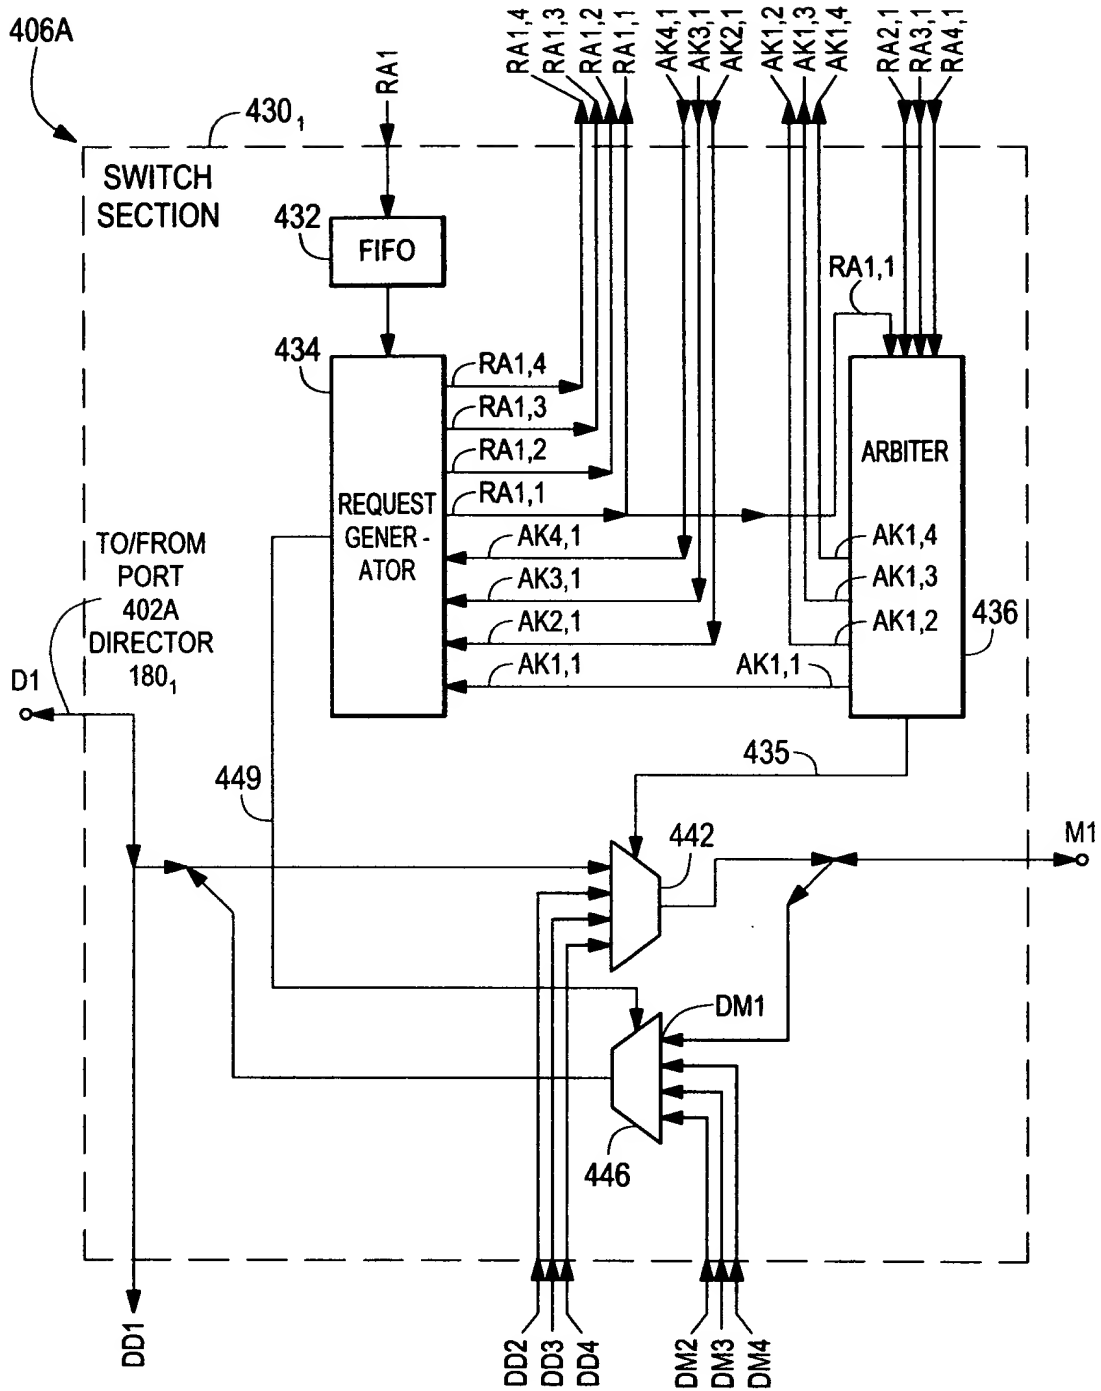 406A
RA1
RA1,4
RA1,3
RA1,2
RA1,1
AK4,1
AK3,1
AK2,1
AK1,2
AK1,3
AK1,4
RA2,1
RA3,1
RA4,1
430₁
SWITCH
SECTION
432
FIFO
RA1,1
434
RA1,4
RA1,3
RA1,2
RA1,1
REQUEST
GENER -
ATOR
AK4,1
AK3,1
AK2,1
AK1,1
ARBITER
AK1,4
AK1,3
AK1,2
AK1,1
436
TO/FROM
PORT
402A
DIRECTOR
180₁
D1
435
449
442
M1
DM1
446
DD1
DD2
DD3
DD4
DM2
DM3
DM4